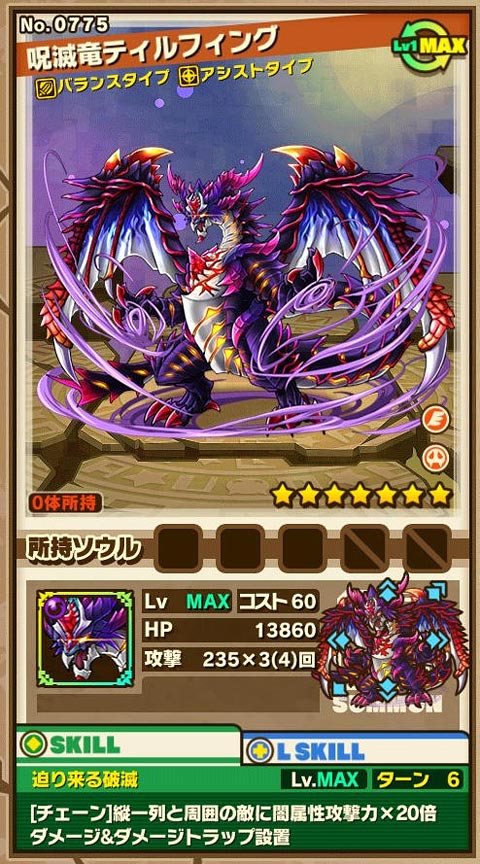 No.0775
呪滅竜ティルフィング
バランスタイプ アシストタイプ
Lv1 MAX
E
0体所持
所持ソウル
Lv MAX コスト60
HP 13860
攻撃 235×3(4)回
SUMMON
SKILL
L SKILL
迫り来る破滅 Lv.MAX ターン 6
[チェーン]縦一列と周囲の敵に闇属性攻撃力×20倍
ダメージ&ダメージトラップ設置